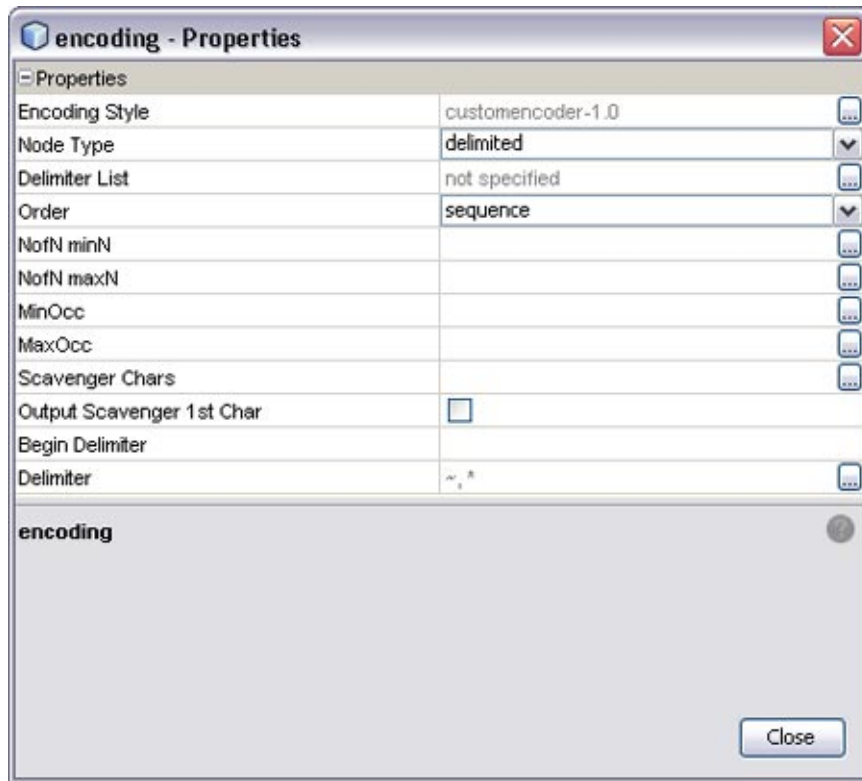 encoding - Properties
Properties
Encoding Style customencoder-1.0 ...
Node Type delimited
Delimiter List not specified ...
Order sequence
NofN minN ...
NofN maxN ...
MinOcc ...
MaxOcc ...
Scavenger Chars ...
Output Scavenger 1st Char
Begin Delimiter
Delimiter ~, * ...
encoding ?
Close